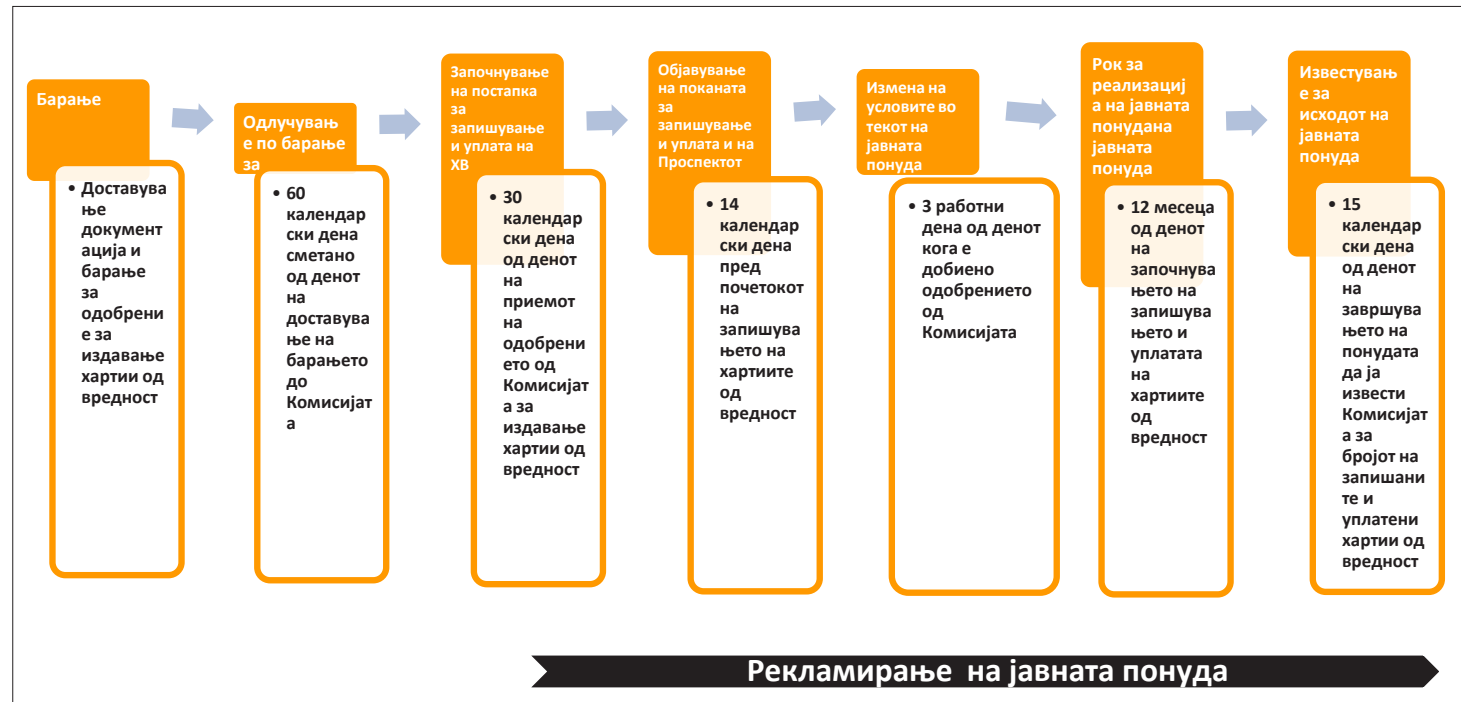 Барање
• Доставува
ње
документ
ација и
барање
за
одобрени
е за
издавање
хартии од
вредност
Одлучувањ
е по барање
за
• 60
календар
ски дена
сметано
од денот
на
доставува
ње на
барањето
до
Комисијат
а
Започнување
на постапка
за
запишување
и уплата на
ХВ
• 30
календар
ски дена
од денот
на
приемот
на
одобрени
ето од
Комисијат
а за
издавање
хартии од
вредност
Објавување
на поканата
за
запишување
и уплата и на
Проспектот
• 14
календар
ски дена
пред
почетокот
на
запишува
њето на
хартиите
од
вредност
Измена на
условите во
текот на
јавната
понуда
• 3 работни
дена од денот
кога е
добиено
одобрението
од
Комисијата
Рок за
реализациј
а на јавната
понудана
јавната
понуда
• 12 месеца
од денот
на
започнува
њето на
запишува
њето и
уплатата
на
хартиите
од
вредност
Известувањ
е за
исходот на
јавната
понуда
• 15
календар
ски дена
од денот
на
завршува
њето на
понудата
да ја
извести
Комисијат
а за
бројот на
запишани
те и
уплатени
хартии од
вредност
Рекламирање на јавната понуда